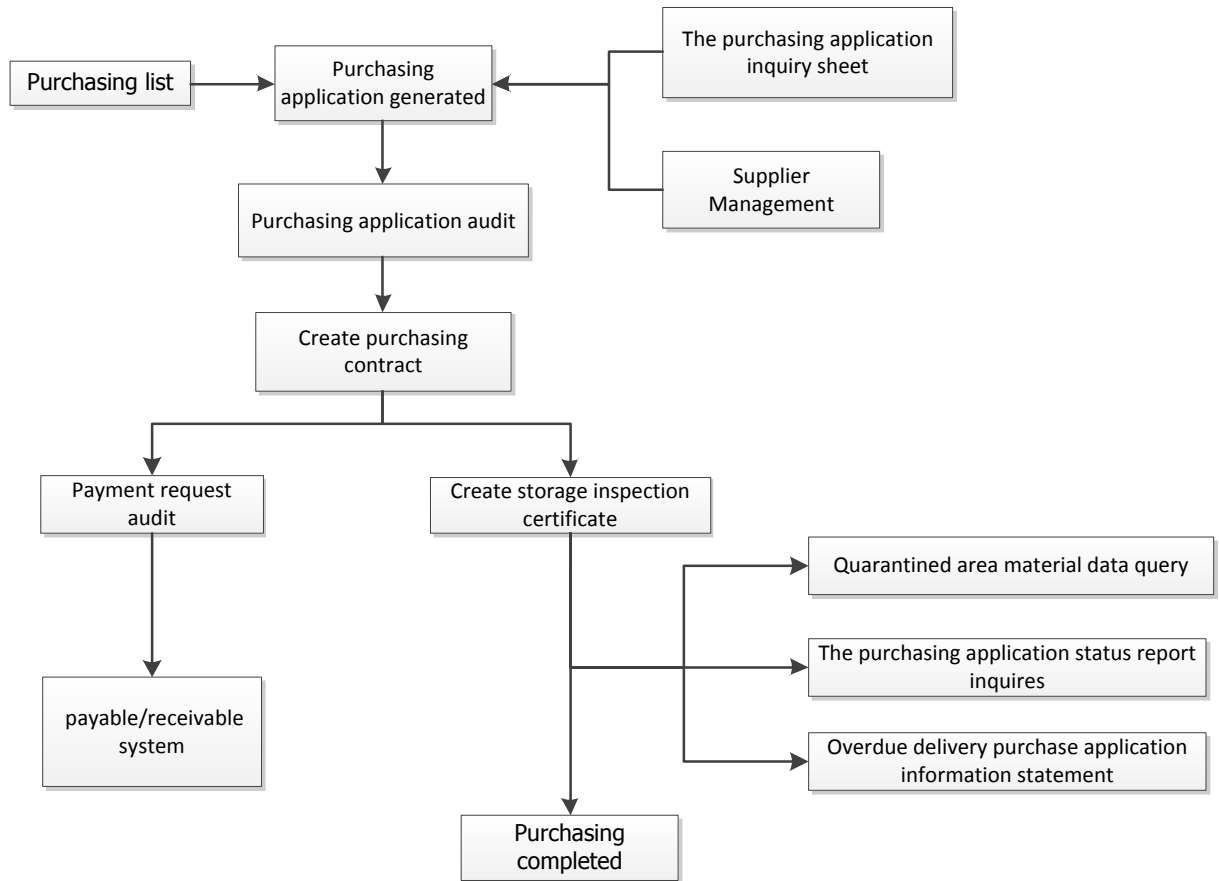 The purchasing application
inquiry sheet
Purchasing list
Purchasing
application generated
Supplier
Management
Purchasing application audit
Create purchasing
contract
Payment request
audit
Create storage inspection
certificate
Quarantined area material data query
The purchasing application status report
inquires
payable/receivable
system
Overdue delivery purchase application
information statement
Purchasing
completed